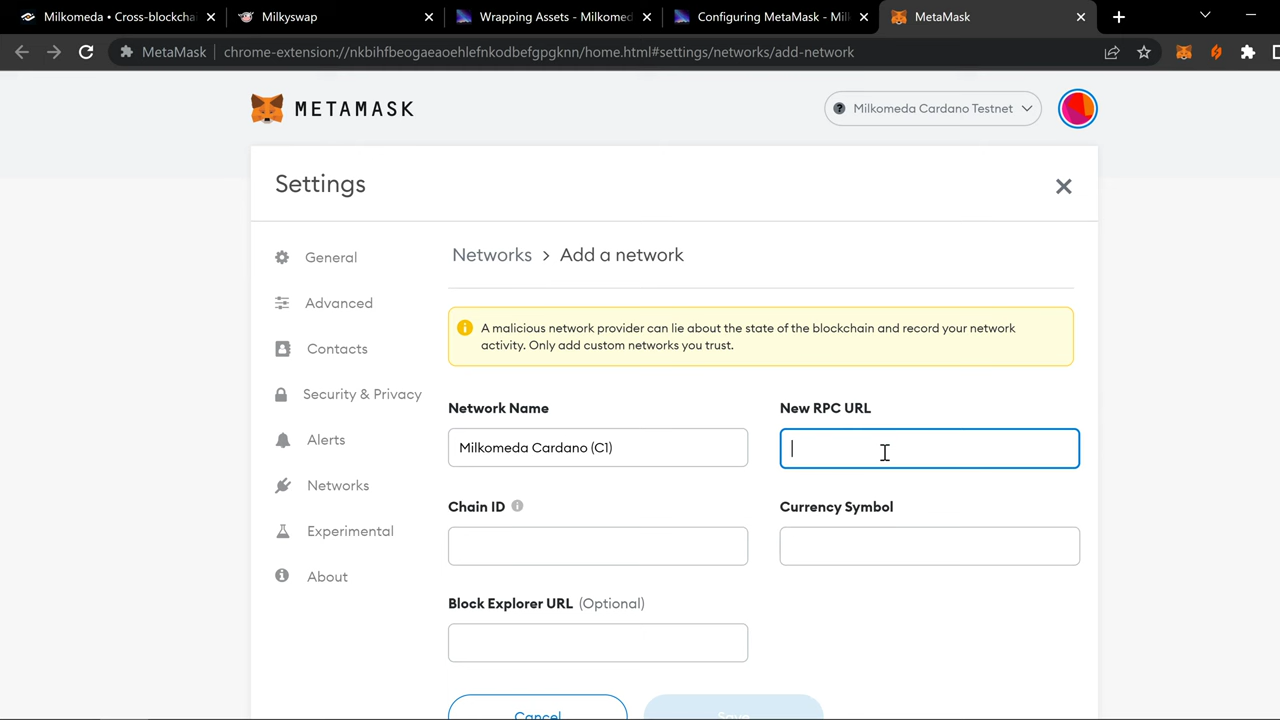 Milkomeda • Cross-blockcha
Milkyswap
Wrapping Assets - Milkomed
Configuring MetaMask - Milk
MetaMask
MetaMask
chrome-extension://nkbihfbeogaeaoehlefnkodbefgpgknn/home.html#settings/networks/add-network
METAMASK
Milkomeda Cardano Testnet
Settings
General
Advanced
Contacts
Security & Privacy
Alerts
Networks
Experimental
About
Networks > Add a network
A malicious network provider can lie about the state of the blockchain and record your network
activity. Only add custom networks you trust.
Network Name
Milkomeda Cardano (C1)
New RPC URL
Chain ID
Currency Symbol
Block Explorer URL (Optional)
Cancel
Save